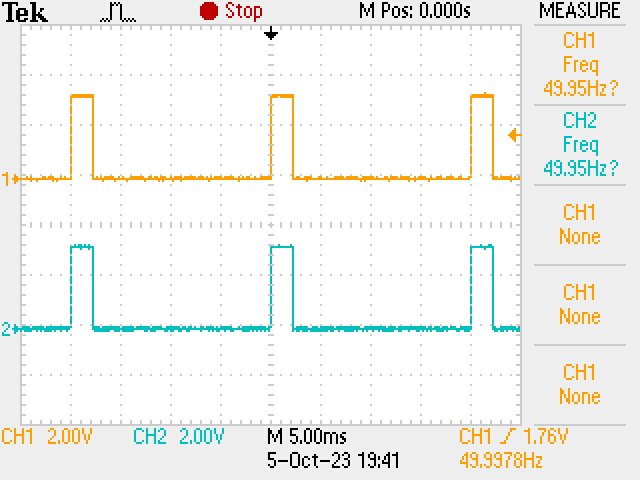 Tek Stop M Pos: 0.000s MEASURE
CH1
Freq
49.95Hz?
CH2
Freq
49.95Hz?
1
CH1
None
CH1
None
2
CH1
None
CH1 2.00V CH2 2.00V M 5.00ms CH1 1.76V
5-Oct-23 19:41 49.9978Hz